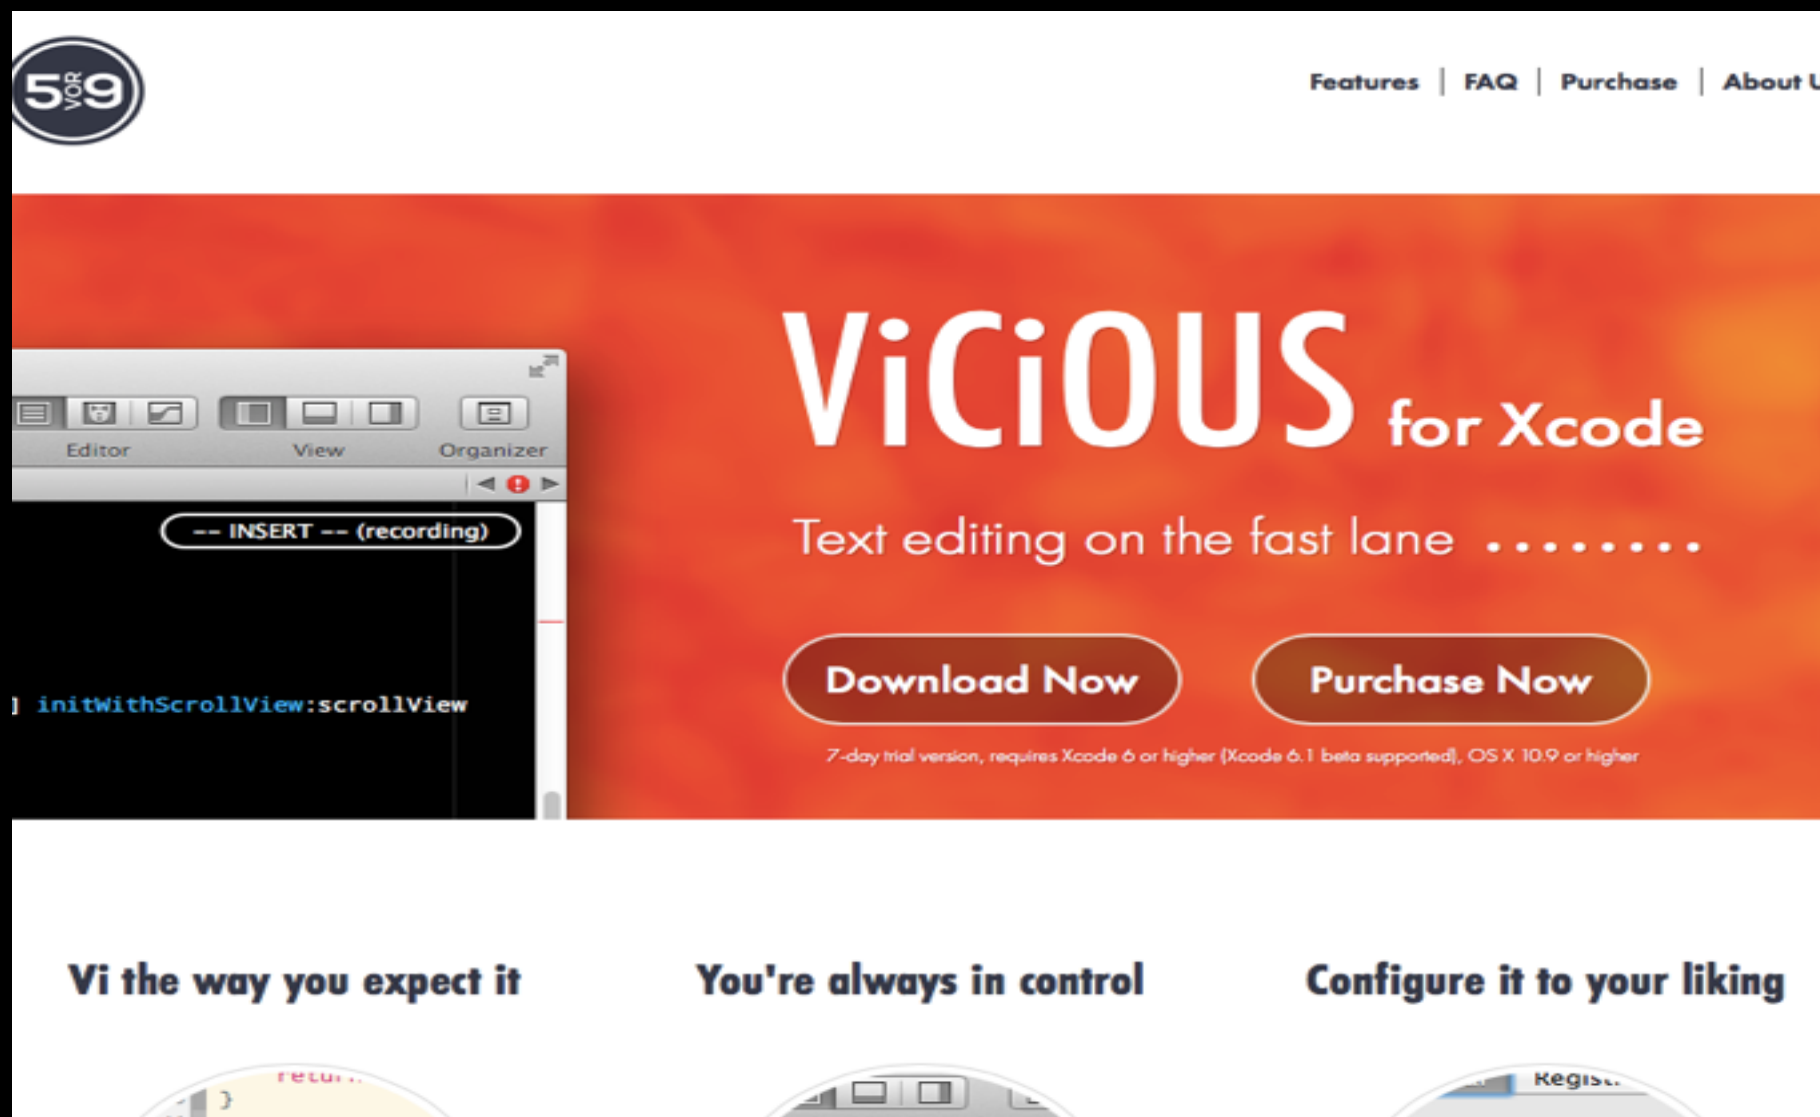 5 VOR 9
Features | FAQ | Purchase | About
ViCiOUS for Xcode
Text editing on the fast lane ........
Download Now
Purchase Now
7-day trial version, requires Xcode 6 or higher (Xcode 6.1 beta supported), OS X 10.9 or higher
Editor View Organizer
-- INSERT -- (recording)
] initWithScrollView:scrollView
Vi the way you expect it
You're always in control
Configure it to your liking
}